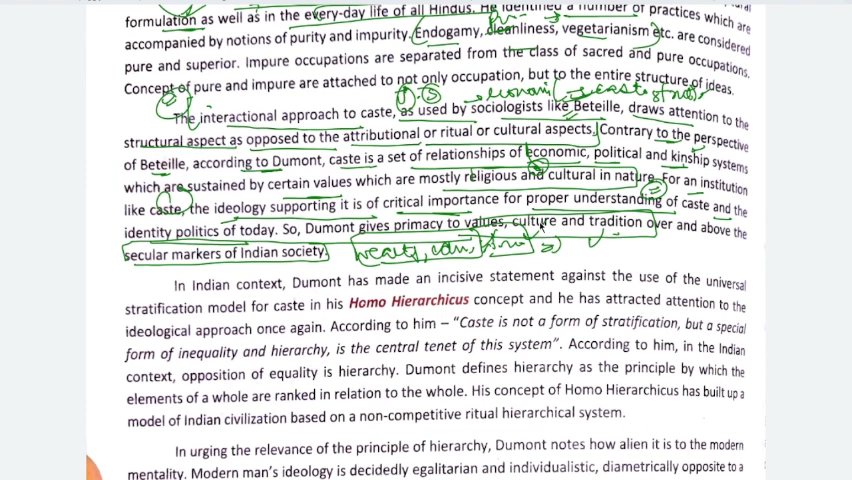 formulation as well as in the every-day life of all Hindus. He identified a number of practices which are
accompanied by notions of purity and impurity. Endogamy, cleanliness, vegetarianism etc. are considered
pure and superior. Impure occupations are separated from the class of sacred and pure occupations.
Concept of pure and impure are attached to not only occupation, but to the entire structure of ideas.
The interactional approach to caste, as used by sociologists like Beteille, draws attention to the
structural aspect as opposed to the attributional or ritual or cultural aspects. Contrary to the perspective
of Beteille, according to Dumont, caste is a set of relationships of economic, political and kinship systems
which are sustained by certain values which are mostly religious and cultural in nature. For an institution
like caste, the ideology supporting it is of critical importance for proper understanding of caste and the
identity politics of today. So, Dumont gives primacy to values, culture and tradition over and above the
secular markers of Indian society.
In Indian context, Dumont has made an incisive statement against the use of the universal
stratification model for caste in his Homo Hierarchicus concept and he has attracted attention to the
ideological approach once again. According to him – “Caste is not a form of stratification, but a special
form of inequality and hierarchy, is the central tenet of this system”. According to him, in the Indian
context, opposition of equality is hierarchy. Dumont defines hierarchy as the principle by which the
elements of a whole are ranked in relation to the whole. His concept of Homo Hierarchicus has built up a
model of Indian civilization based on a non-competitive ritual hierarchical system.
In urging the relevance of the principle of hierarchy, Dumont notes how alien it is to the modern
mentality. Modern man's ideology is decidedly egalitarian and individualistic, diametrically opposite to a